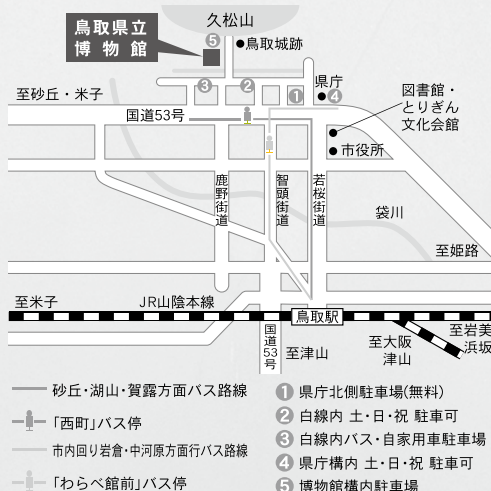 久松山
鳥取県立
博物館
⑤
鳥取城跡
③
②
①
県庁
④
至砂丘・米子
国道53号
図書館・
とりぎん
文化会館
市役所
鹿野街道
智頭街道
若桜街道
袋川
至姫路
至米子
JR山陰本線
鳥取駅
国道53号
至津山
至大阪
津山
至岩美
浜坂
砂丘・湖山・賀露方面バス路線
「西町」バス停
市内回り岩倉・中河原方面行バス路線
「わらべ館前」バス停
① 県庁北側駐車場(無料)
② 白線内 土・日・祝 駐車可
③ 白線内バス・自家用車駐車場
④ 県庁構内 土・日・祝 駐車可
⑤ 博物館構内駐車場